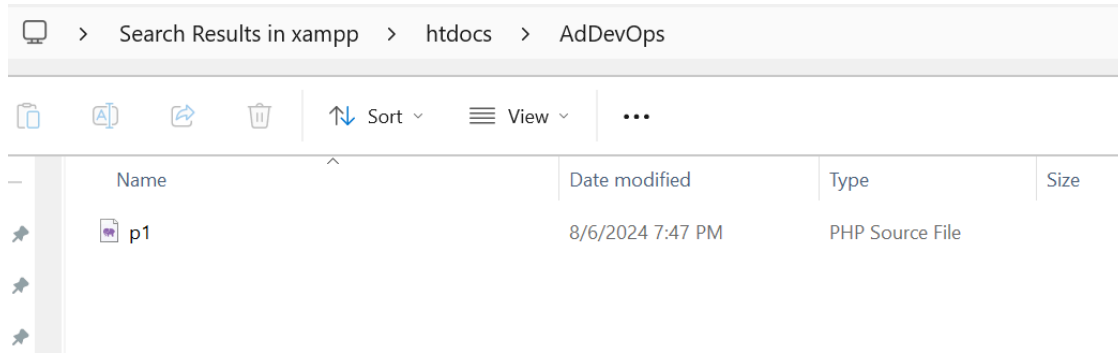 > Search Results in xampp > htdocs > AdDevOps
Sort View ...
Name Date modified Type Size
p1 8/6/2024 7:47 PM PHP Source File